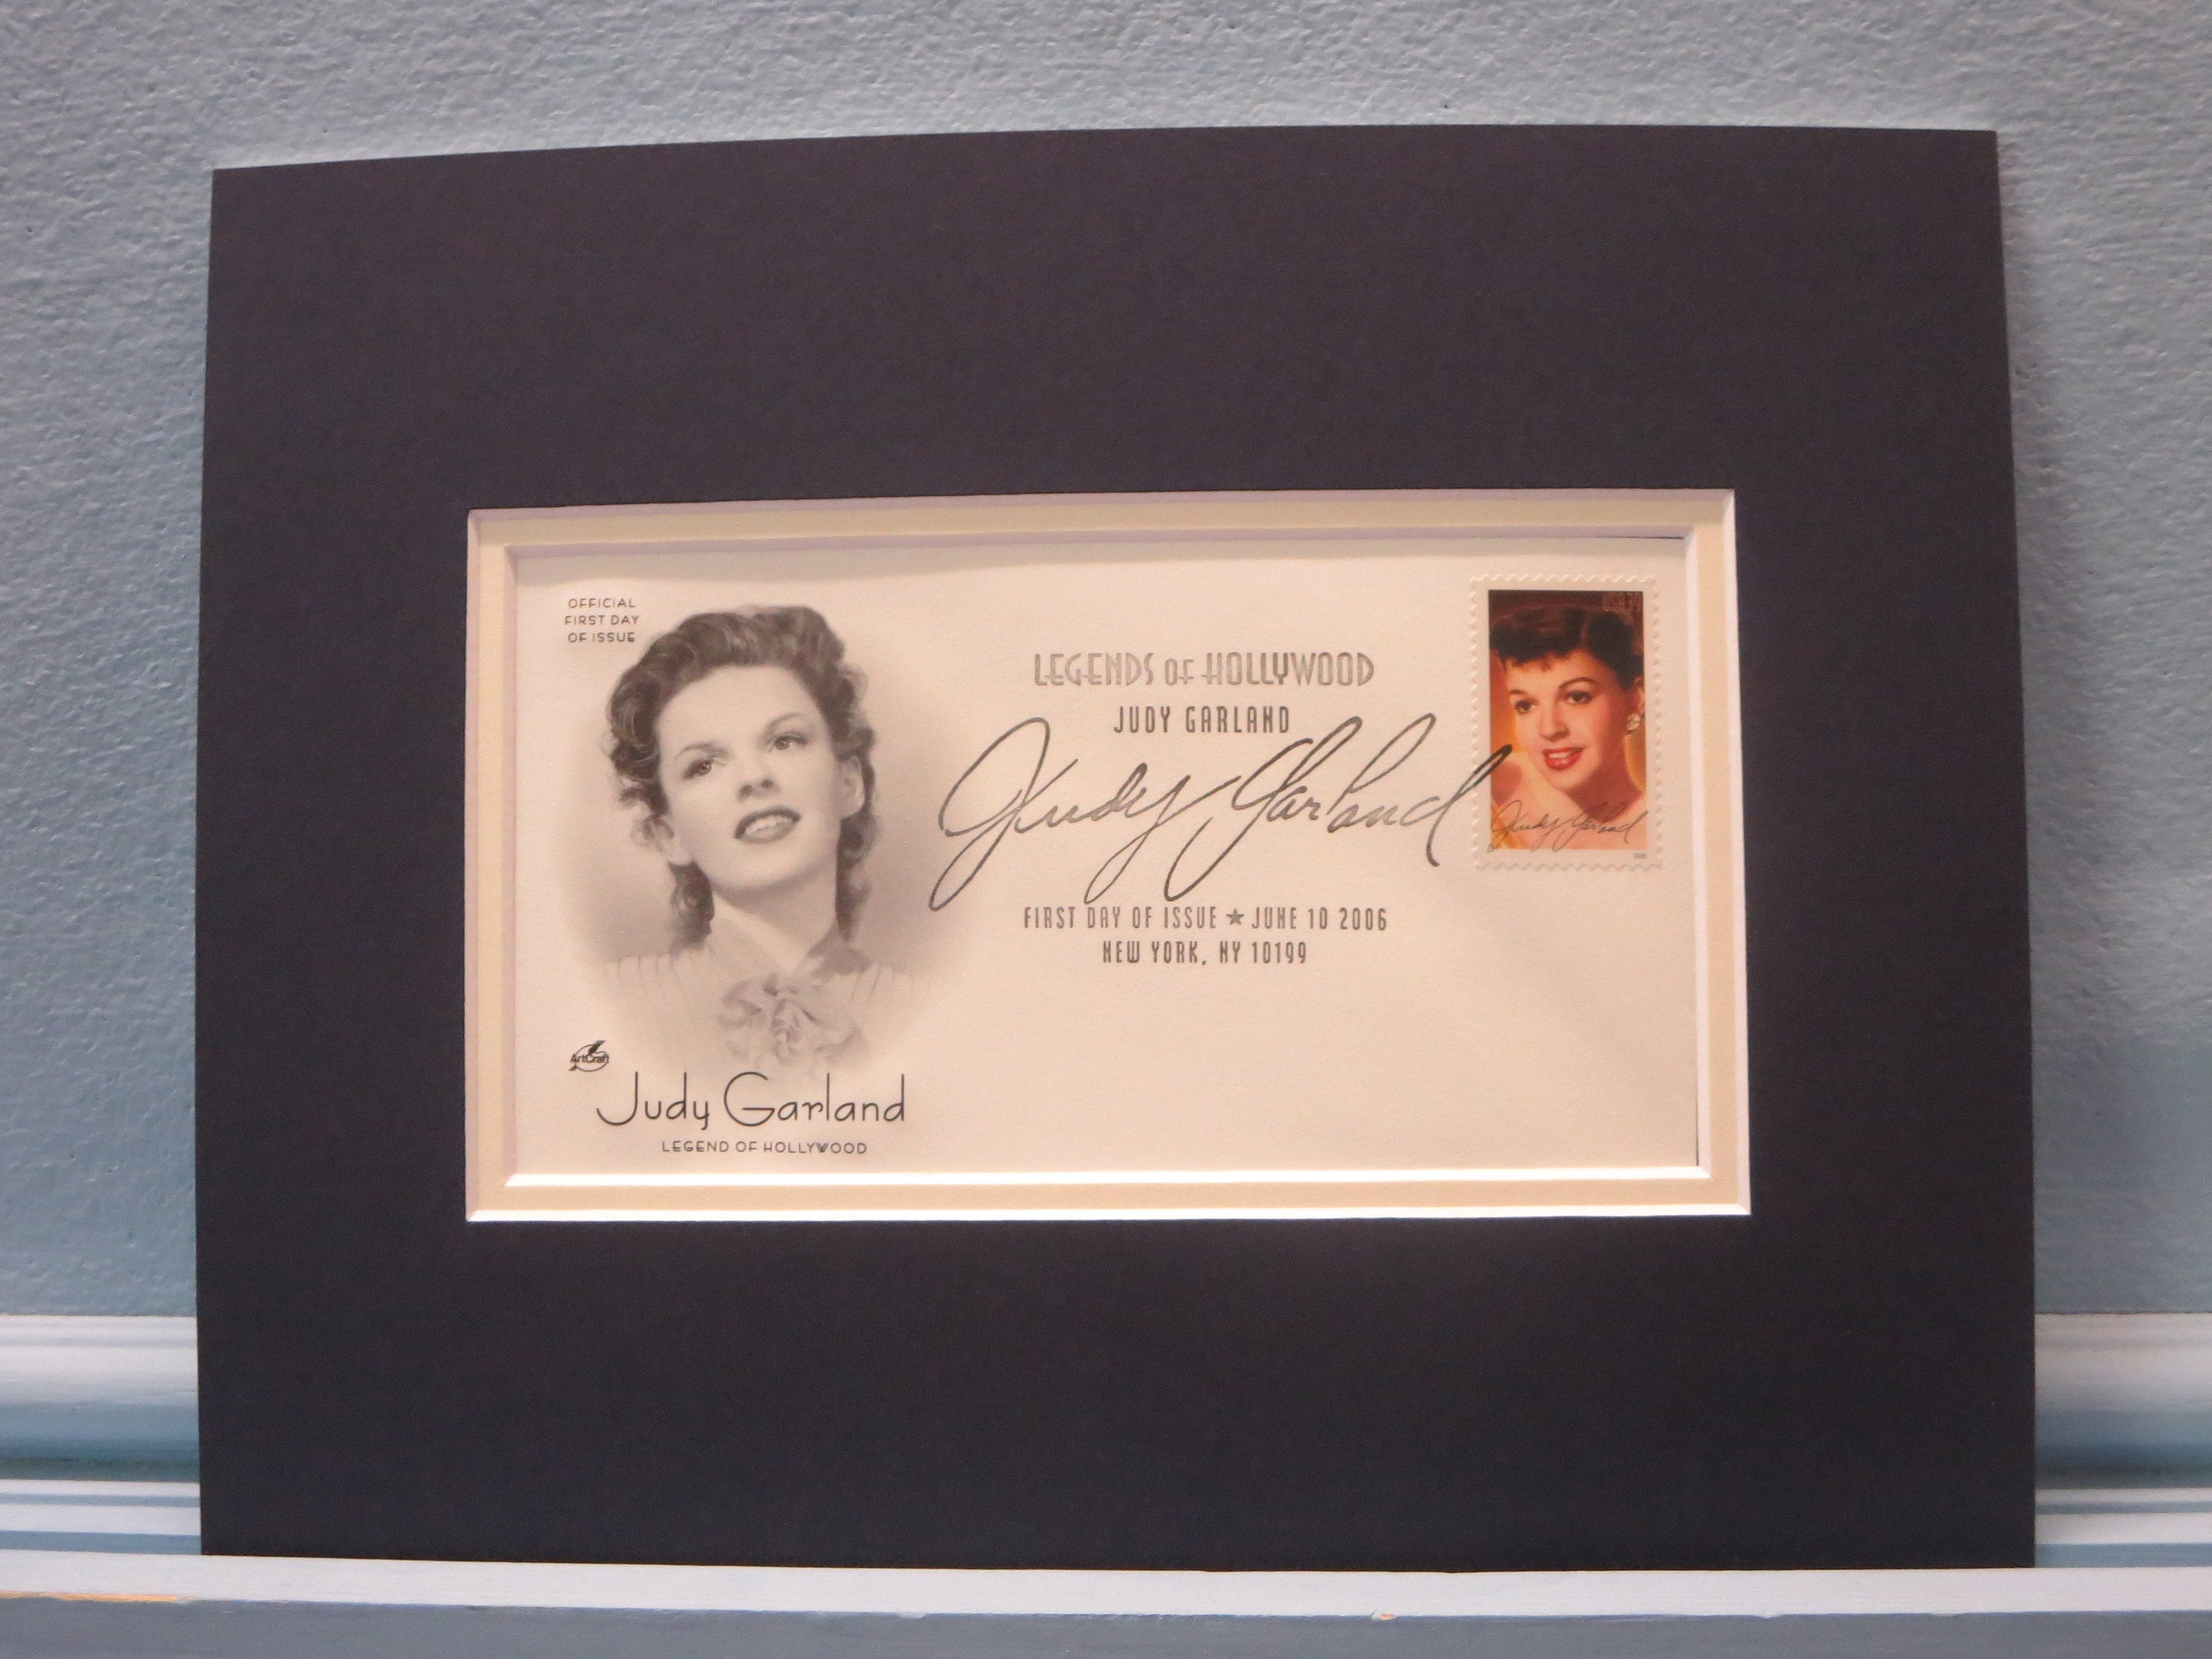 OFFICIAL
FIRST DAY
OF ISSUE
LEGENDS OF HOLLYWOOD
JUDY GARLAND
Judy Garland
FIRST DAY OF ISSUE ★ JUNE 10 2006
NEW YORK, NY 10199
Judy Garland
ArtCraft
Judy Garland
LEGEND OF HOLLYWOOD